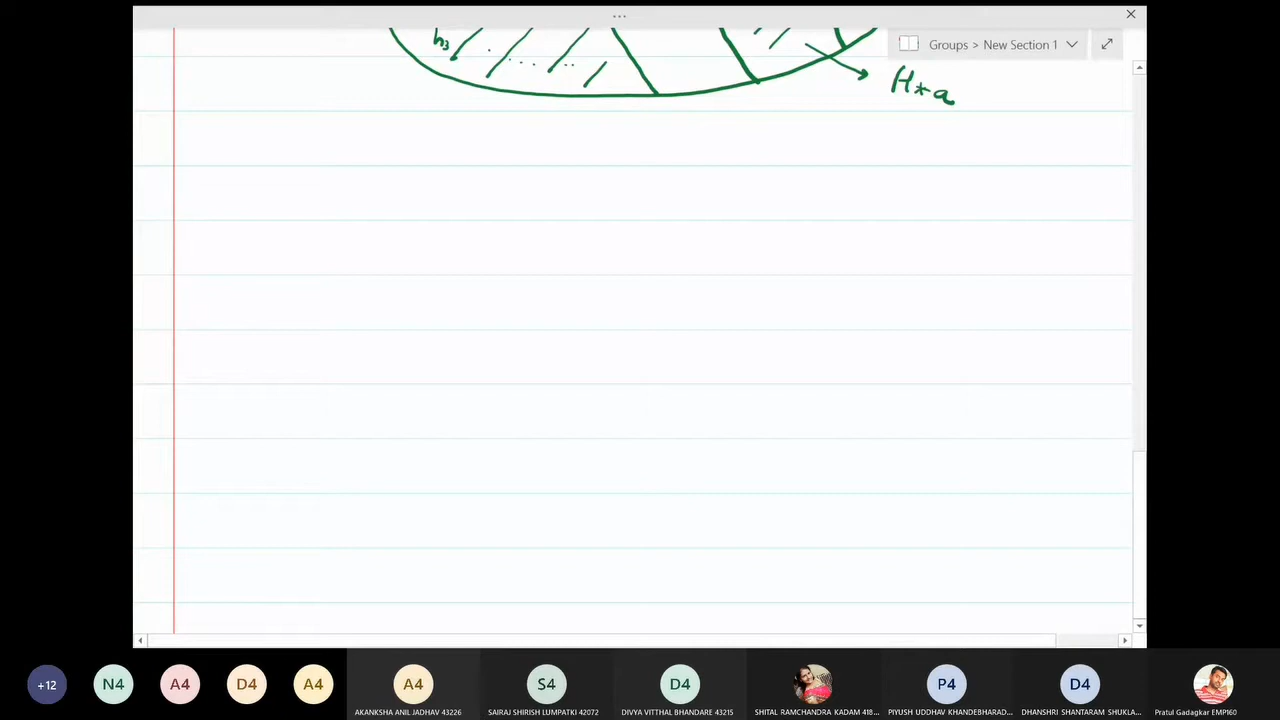 ...
h₃
Groups > New Section 1
H*a
+12
N4
A4
D4
A4
A4
S4
D4
P4
D4
AKANKSHA ANIL JADHAV 43226
SAIRAJ SHIRISH LUMPATKI 42072
DIVYA VITTHAL BHANDARE 43215
SHITAL RAMCHANDRA KADAM 418...
PIYUSH UDDHAV KHANDEBHARAD...
DHANSHRI SHANTARAM SHUKLA...
Pratul Gadagkar EMP160